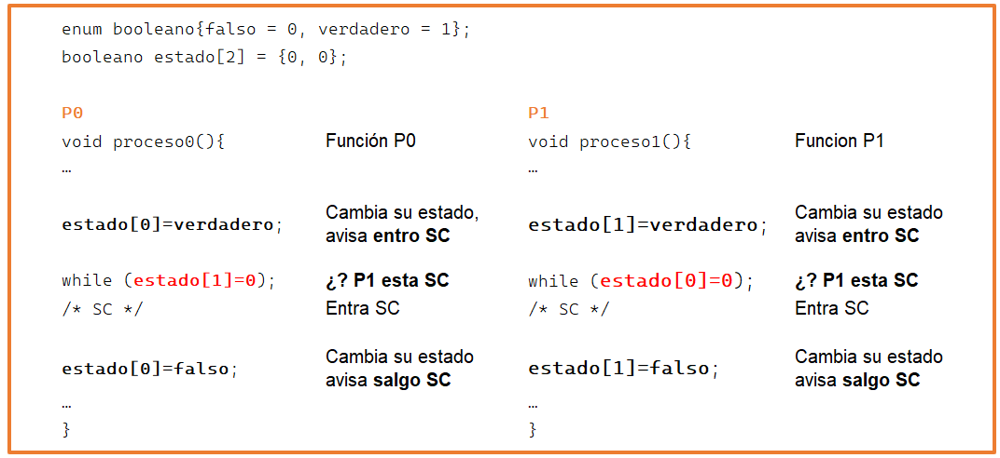 enum booleano{falso = 0, verdadero = 1};
booleano estado[2] = {0, 0};
P0
void proceso0(){ Función P0
…
estado[0]=verdadero;
Cambia su estado,
avisa entro SC
while (estado[1]=0); ¿? P1 esta SC
/* SC */ Entra SC
estado[0]=falso;
Cambia su estado
avisa salgo SC
…
}
P1
void proceso1(){ Funcion P1
…
estado[1]=verdadero;
Cambia su estado
avisa entro SC
while (estado[0]=0); ¿? P1 esta SC
/* SC */ Entra SC
estado[1]=falso;
Cambia su estado
avisa salgo SC
…
}